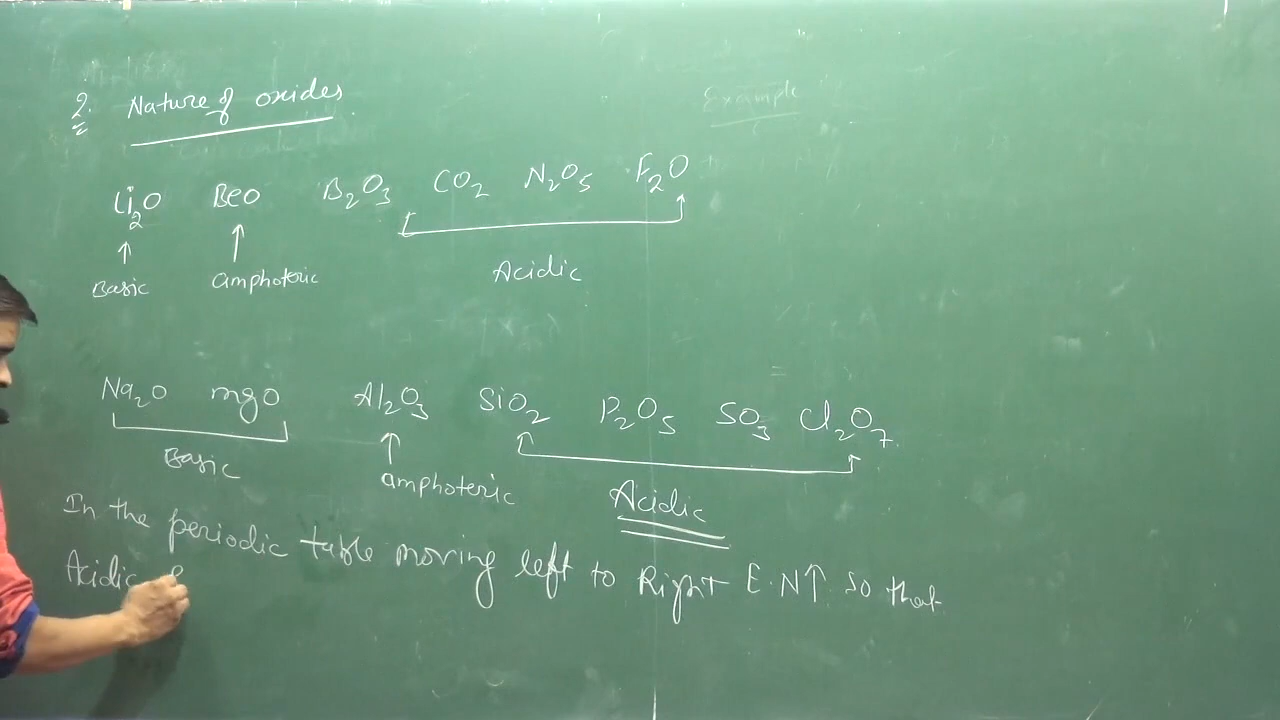 2. Nature of oxides.
Example
Li₂O BeO B₂O₃ CO₂ N₂O₅ F₂O
Basic amphoteric Acidic
Na₂O mgO Al₂O₃ SiO₂ P₂O₅ SO₃ Cl₂O₇.
Basic amphoteric Acidic
In the periodic table moving left to Right E.N↑ so that
Acidic